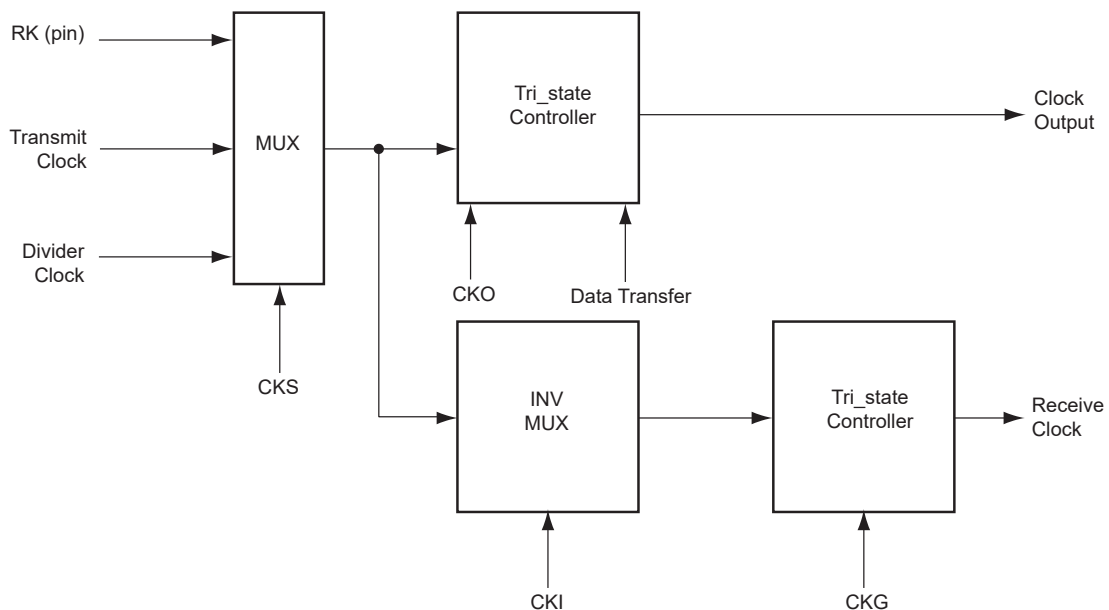 RK (pin)
Transmit
Clock
Divider
Clock
MUX
CKS
Tri_state
Controller
CKO
Data Transfer
Clock
Output
INV
MUX
CKI
Tri_state
Controller
CKG
Receive
Clock